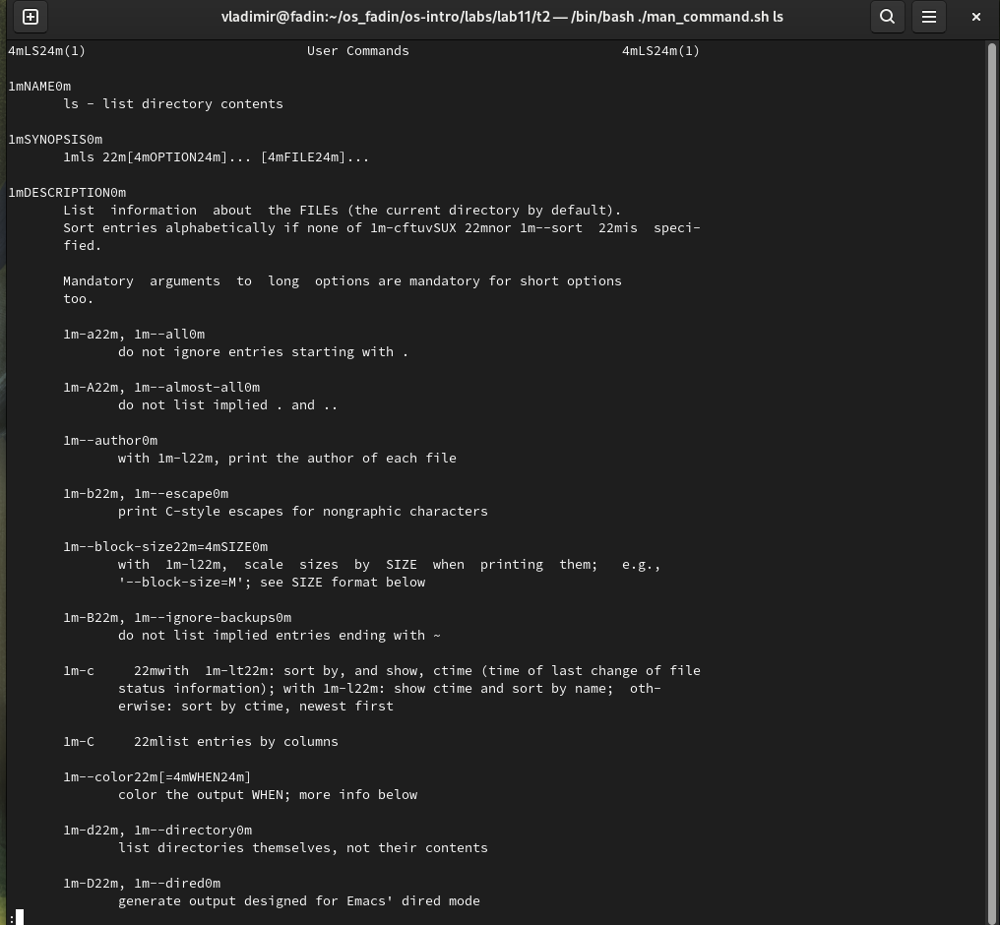 vladimir@fadin:~/os_fadin/os-intro/labs/lab11/t2 — /bin/bash ./man_command.sh ls
4mLS24m(1)                            User Commands                           4mLS24m(1)
1mNAME0m
       ls - list directory contents
1mSYNOPSIS0m
       1mls 22m[4mOPTION24m]... [4mFILE24m]...
1mDESCRIPTION0m
       List  information  about  the FILEs (the current directory by default).
       Sort entries alphabetically if none of 1m-cftuvSUX 22mnor 1m--sort  22mis  speci-
       fied.
       Mandatory  arguments  to  long  options are mandatory for short options
       too.
       1m-a22m, 1m--all0m
              do not ignore entries starting with .
       1m-A22m, 1m--almost-all0m
              do not list implied . and ..
       1m--author0m
              with 1m-l22m, print the author of each file
       1m-b22m, 1m--escape0m
              print C-style escapes for nongraphic characters
       1m--block-size22m=4mSIZE0m
              with  1m-l22m,  scale  sizes  by  SIZE  when  printing  them;   e.g.,
              '--block-size=M'; see SIZE format below
       1m-B22m, 1m--ignore-backups0m
              do not list implied entries ending with ~
       1m-c     22mwith  1m-lt22m: sort by, and show, ctime (time of last change of file
              status information); with 1m-l22m: show ctime and sort by name;  oth-
              erwise: sort by ctime, newest first
       1m-C     22mlist entries by columns
       1m--color22m[=4mWHEN24m]
              color the output WHEN; more info below
       1m-d22m, 1m--directory0m
              list directories themselves, not their contents
       1m-D22m, 1m--dired0m
              generate output designed for Emacs' dired mode
: